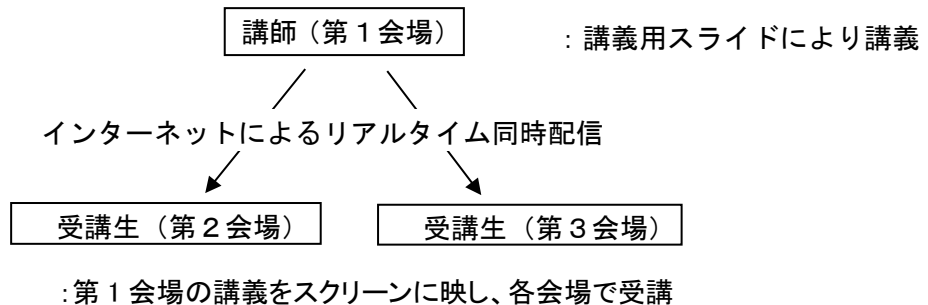 講師（第１会場）　：講義用スライドにより講義
インターネットによるリアルタイム同時配信
受講生（第２会場）　受講生（第３会場）
：第１会場の講義をスクリーンに映し、各会場で受講